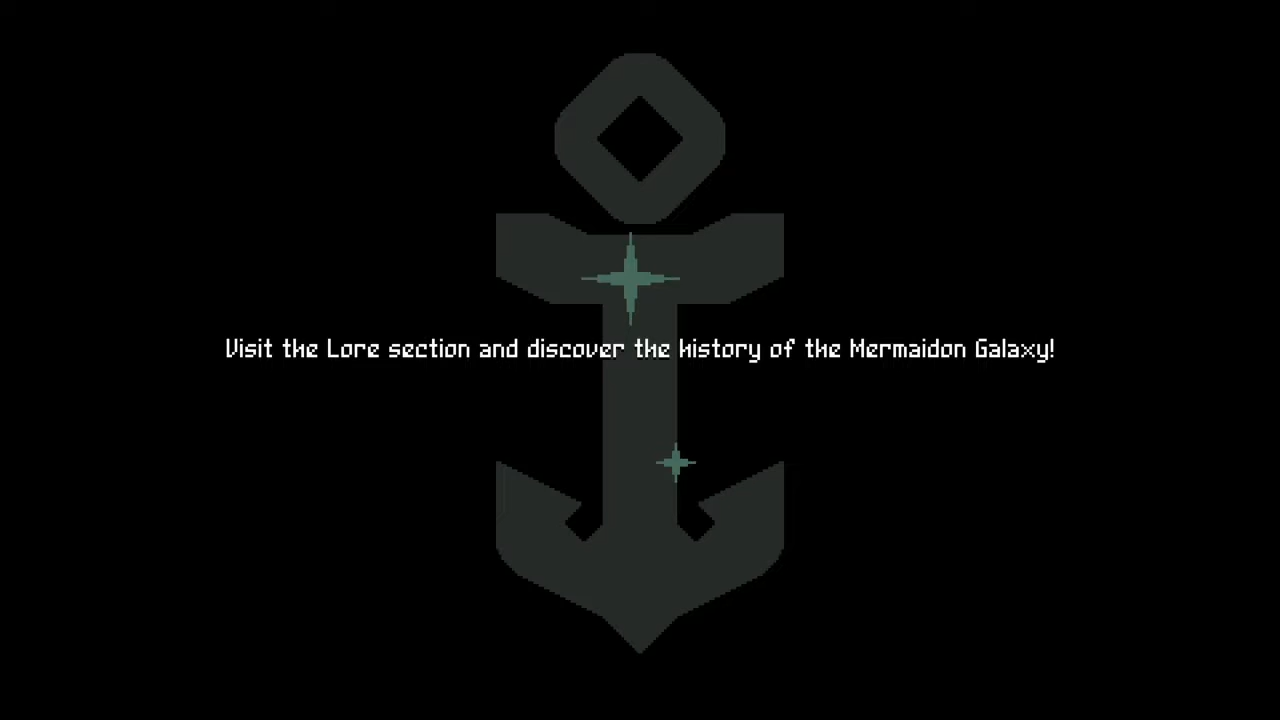 Visit the Lore section and discover the history of the Mermaidon Galaxy!